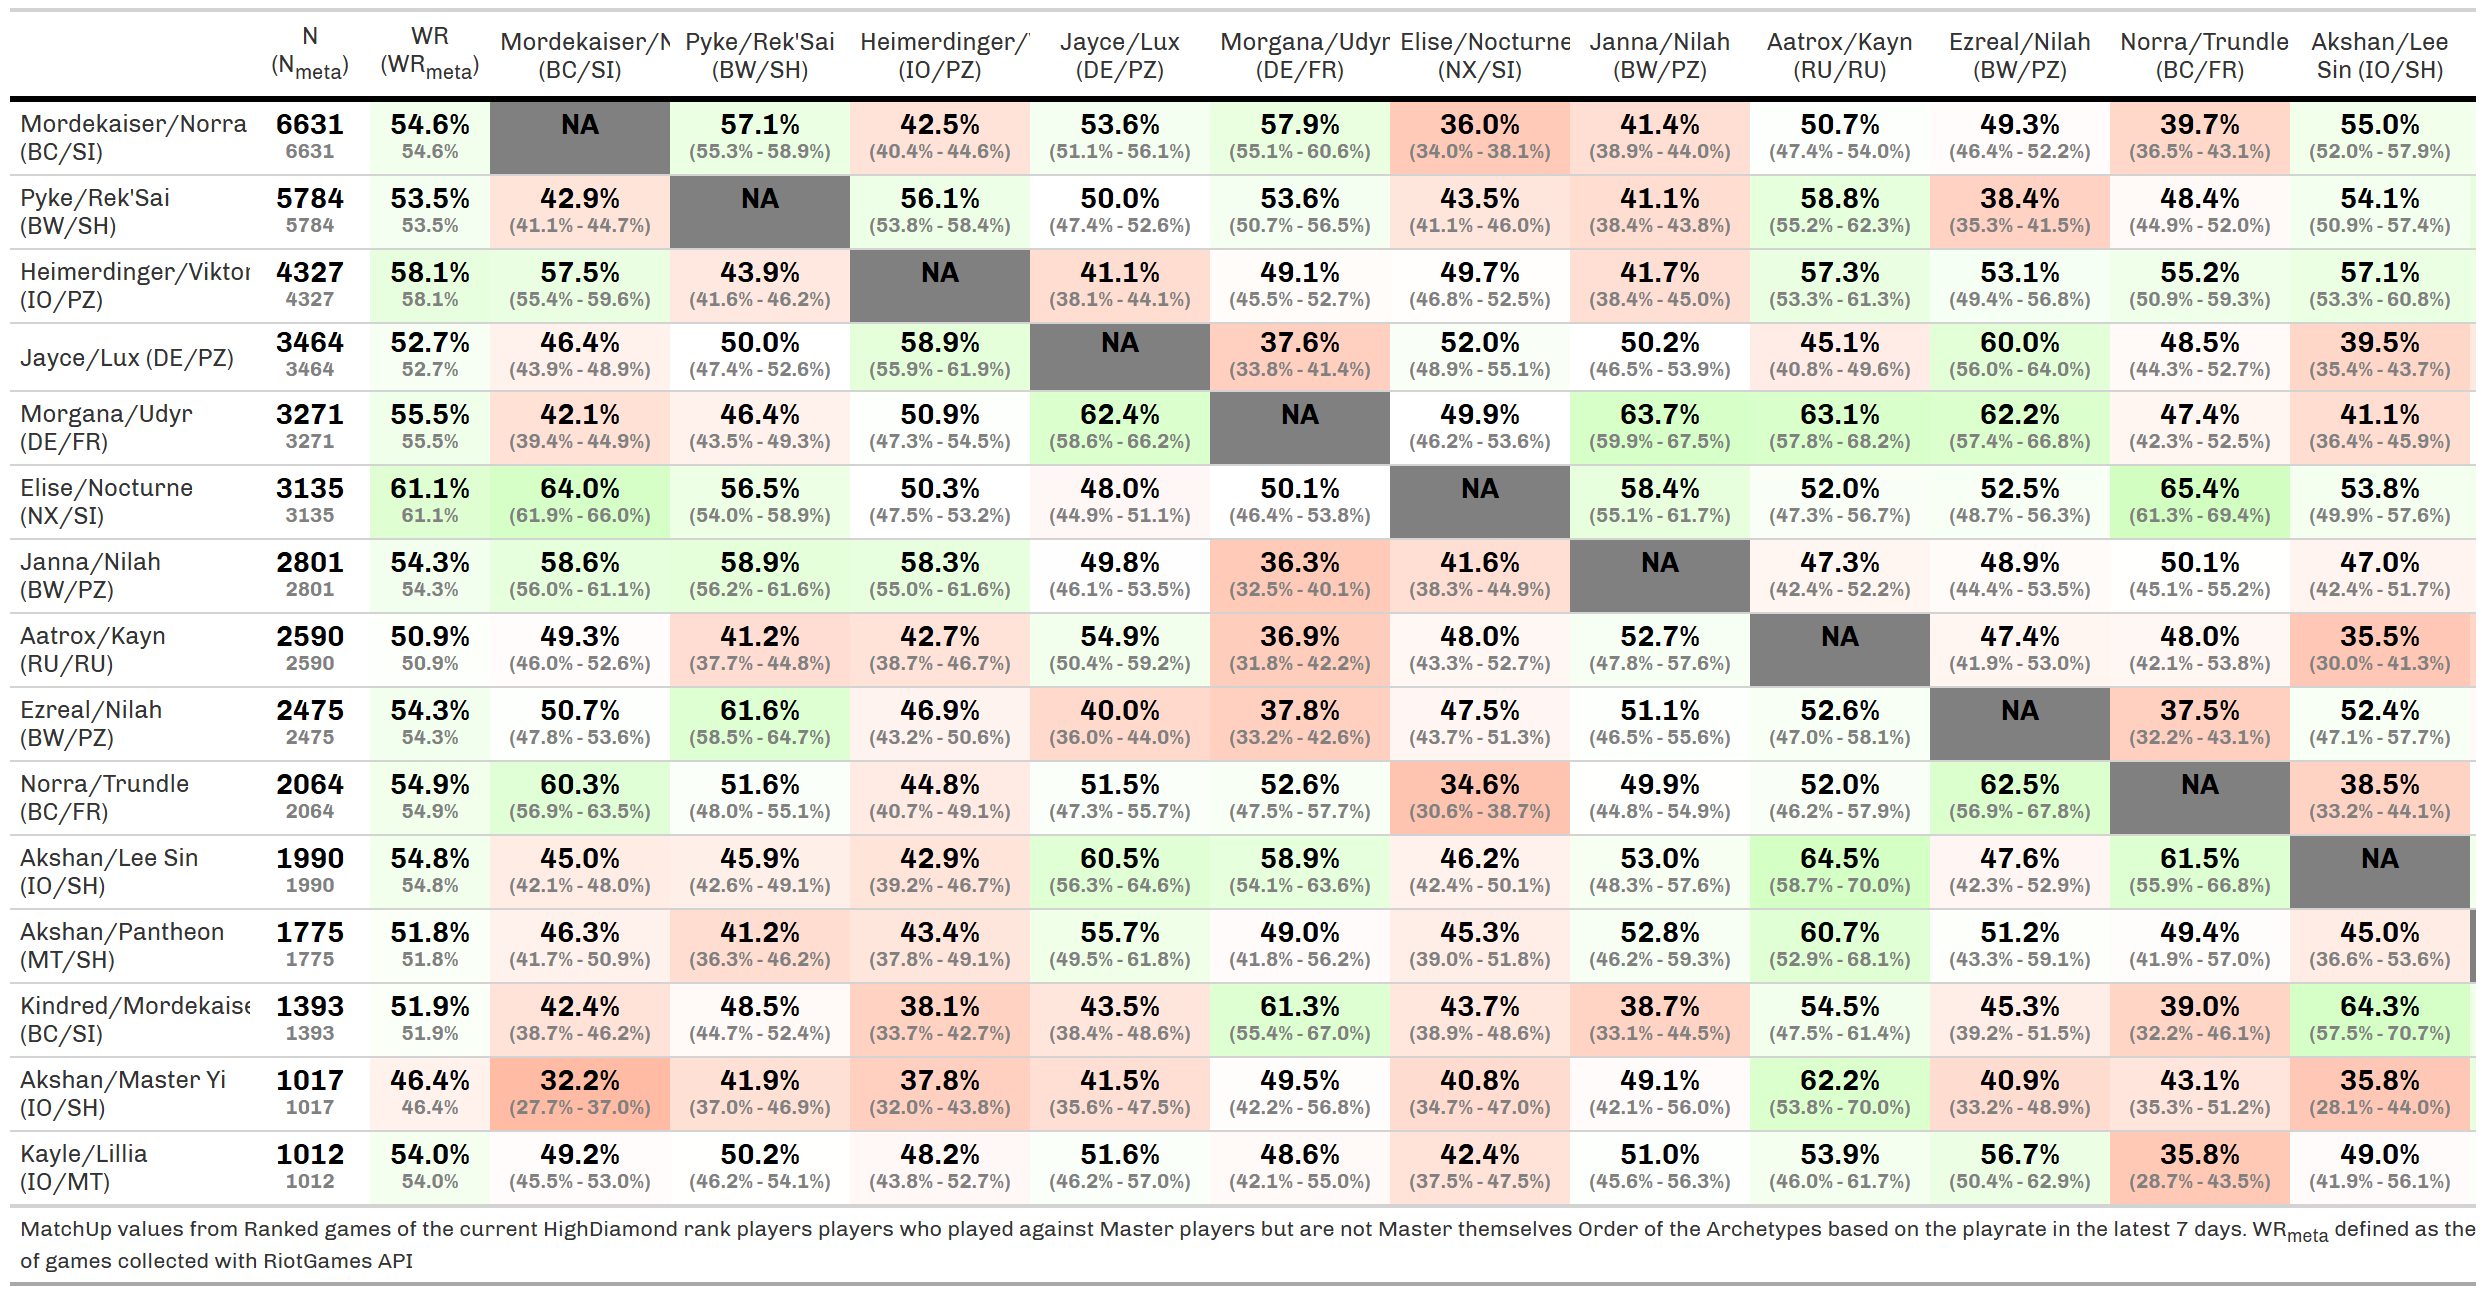 N WR Mordekaiser/N Pyke/Rek'Sai Heimerdinger/ Jayce/Lux Morgana/Udyr Elise/Nocturne Janna/Nilah Aatrox/Kayn Ezreal/Nilah Norra/Trundle Akshan/Lee
(Nmeta) (WRmeta) (BC/SI) (BW/SH) (IO/PZ) (DE/PZ) (DE/FR) (NX/SI) (BW/PZ) (RU/RU) (BW/PZ) (BC/FR) Sin (IO/SH)
Mordekaiser/Norra 6631 54.6% NA 57.1% 42.5% 53.6% 57.9% 36.0% 41.4% 50.7% 49.3% 39.7% 55.0%
(BC/SI) 6631 54.6% (55.3% - 58.9%) (40.4% - 44.6%) (51.1% - 56.1%) (55.1% - 60.6%) (34.0% - 38.1%) (38.9% - 44.0%) (47.4% - 54.0%) (46.4% - 52.2%) (36.5% - 43.1%) (52.0% - 57.9%)
Pyke/Rek'Sai 5784 53.5% 42.9% NA 56.1% 50.0% 53.6% 43.5% 41.1% 58.8% 38.4% 48.4% 54.1%
(BW/SH) 5784 53.5% (41.1% - 44.7%) (53.8% - 58.4%) (47.4% - 52.6%) (50.7% - 56.5%) (41.1% - 46.0%) (38.4% - 43.8%) (55.2% - 62.3%) (35.3% - 41.5%) (44.9% - 52.0%) (50.9% - 57.4%)
Heimerdinger/Viktor 4327 58.1% 57.5% 43.9% NA 41.1% 49.1% 49.7% 41.7% 57.3% 53.1% 55.2% 57.1%
(IO/PZ) 4327 58.1% (55.4% - 59.6%) (41.6% - 46.2%) (38.1% - 44.1%) (45.5% - 52.7%) (46.8% - 52.5%) (38.4% - 45.0%) (53.3% - 61.3%) (49.4% - 56.8%) (50.9% - 59.3%) (53.3% - 60.8%)
Jayce/Lux (DE/PZ) 3464 52.7% 46.4% 50.0% 58.9% NA 37.6% 52.0% 50.2% 45.1% 60.0% 48.5% 39.5%
3464 52.7% (43.9% - 48.9%) (47.4% - 52.6%) (55.9% - 61.9%) (33.8% - 41.4%) (48.9% - 55.1%) (46.5% - 53.9%) (40.8% - 49.6%) (56.0% - 64.0%) (44.3% - 52.7%) (35.4% - 43.7%)
Morgana/Udyr 3271 55.5% 42.1% 46.4% 50.9% 62.4% NA 49.9% 63.7% 63.1% 62.2% 47.4% 41.1%
(DE/FR) 3271 55.5% (39.4% - 44.9%) (43.5% - 49.3%) (47.3% - 54.5%) (58.6% - 66.2%) (46.2% - 53.6%) (59.9% - 67.5%) (57.8% - 68.2%) (57.4% - 66.8%) (42.3% - 52.5%) (36.4% - 45.9%)
Elise/Nocturne 3135 61.1% 64.0% 56.5% 50.3% 48.0% 50.1% NA 58.4% 52.0% 52.5% 65.4% 53.8%
(NX/SI) 3135 61.1% (61.9% - 66.0%) (54.0% - 58.9%) (47.5% - 53.2%) (44.9% - 51.1%) (46.4% - 53.8%) (55.1% - 61.7%) (47.3% - 56.7%) (48.7% - 56.3%) (61.3% - 69.4%) (49.9% - 57.6%)
Janna/Nilah 2801 54.3% 58.6% 58.9% 58.3% 49.8% 36.3% 41.6% NA 47.3% 48.9% 50.1% 47.0%
(BW/PZ) 2801 54.3% (56.0% - 61.1%) (56.2% - 61.6%) (55.0% - 61.6%) (46.1% - 53.5%) (32.5% - 40.1%) (38.3% - 44.9%) (42.4% - 52.2%) (44.4% - 53.5%) (45.1% - 55.2%) (42.4% - 51.7%)
Aatrox/Kayn 2590 50.9% 49.3% 41.2% 42.7% 54.9% 36.9% 48.0% 52.7% NA 47.4% 48.0% 35.5%
(RU/RU) 2590 50.9% (46.0% - 52.6%) (37.7% - 44.8%) (38.7% - 46.7%) (50.4% - 59.2%) (31.8% - 42.2%) (43.3% - 52.7%) (47.8% - 57.6%) (41.9% - 53.0%) (42.1% - 53.8%) (30.0% - 41.3%)
Ezreal/Nilah 2475 54.3% 50.7% 61.6% 46.9% 40.0% 37.8% 47.5% 51.1% 52.6% NA 37.5% 52.4%
(BW/PZ) 2475 54.3% (47.8% - 53.6%) (58.5% - 64.7%) (43.2% - 50.6%) (36.0% - 44.0%) (33.2% - 42.6%) (43.7% - 51.3%) (46.5% - 55.6%) (47.0% - 58.1%) (32.2% - 43.1%) (47.1% - 57.7%)
Norra/Trundle 2064 54.9% 60.3% 51.6% 44.8% 51.5% 52.6% 34.6% 49.9% 52.0% 62.5% NA 38.5%
(BC/FR) 2064 54.9% (56.9% - 63.5%) (48.0% - 55.1%) (40.7% - 49.1%) (47.3% - 55.7%) (47.5% - 57.7%) (30.6% - 38.7%) (44.8% - 54.9%) (46.2% - 57.9%) (56.9% - 67.8%) (33.2% - 44.1%)
Akshan/Lee Sin 1990 54.8% 45.0% 45.9% 42.9% 60.5% 58.9% 46.2% 53.0% 64.5% 47.6% 61.5% NA
(IO/SH) 1990 54.8% (42.1% - 48.0%) (42.6% - 49.1%) (39.2% - 46.7%) (56.3% - 64.6%) (54.1% - 63.6%) (42.4% - 50.1%) (48.3% - 57.6%) (58.7% - 70.0%) (42.3% - 52.9%) (55.9% - 66.8%)
Akshan/Pantheon 1775 51.8% 46.3% 41.2% 43.4% 55.7% 49.0% 45.3% 52.8% 60.7% 51.2% 49.4% 45.0%
(MT/SH) 1775 51.8% (41.7% - 50.9%) (36.3% - 46.2%) (37.8% - 49.1%) (49.5% - 61.8%) (41.8% - 56.2%) (39.0% - 51.8%) (46.2% - 59.3%) (52.9% - 68.1%) (43.3% - 59.1%) (41.9% - 57.0%) (36.6% - 53.6%)
Kindred/Mordekaise 1393 51.9% 42.4% 48.5% 38.1% 43.5% 61.3% 43.7% 38.7% 54.5% 45.3% 39.0% 64.3%
(BC/SI) 1393 51.9% (38.7% - 46.2%) (44.7% - 52.4%) (33.7% - 42.7%) (38.4% - 48.6%) (55.4% - 67.0%) (38.9% - 48.6%) (33.1% - 44.5%) (47.5% - 61.4%) (39.2% - 51.5%) (32.2% - 46.1%) (57.5% - 70.7%)
Akshan/Master Yi 1017 46.4% 32.2% 41.9% 37.8% 41.5% 49.5% 40.8% 49.1% 62.2% 40.9% 43.1% 35.8%
(IO/SH) 1017 46.4% (27.7% - 37.0%) (37.0% - 46.9%) (32.0% - 43.8%) (35.6% - 47.5%) (42.2% - 56.8%) (34.7% - 47.0%) (42.1% - 56.0%) (53.8% - 70.0%) (33.2% - 48.9%) (35.3% - 51.2%) (28.1% - 44.0%)
Kayle/Lillia 1012 54.0% 49.2% 50.2% 48.2% 51.6% 48.6% 42.4% 51.0% 53.9% 56.7% 35.8% 49.0%
(IO/MT) 1012 54.0% (45.5% - 53.0%) (46.2% - 54.1%) (43.8% - 52.7%) (46.2% - 57.0%) (42.1% - 55.0%) (37.5% - 47.5%) (45.6% - 56.3%) (46.0% - 61.7%) (50.4% - 62.9%) (28.7% - 43.5%) (41.9% - 56.1%)
MatchUp values from Ranked games of the current HighDiamond rank players players who played against Master players but are not Master themselves Order of the Archetypes based on the playrate in the latest 7 days. WRmeta defined as the
of games collected with RiotGames API